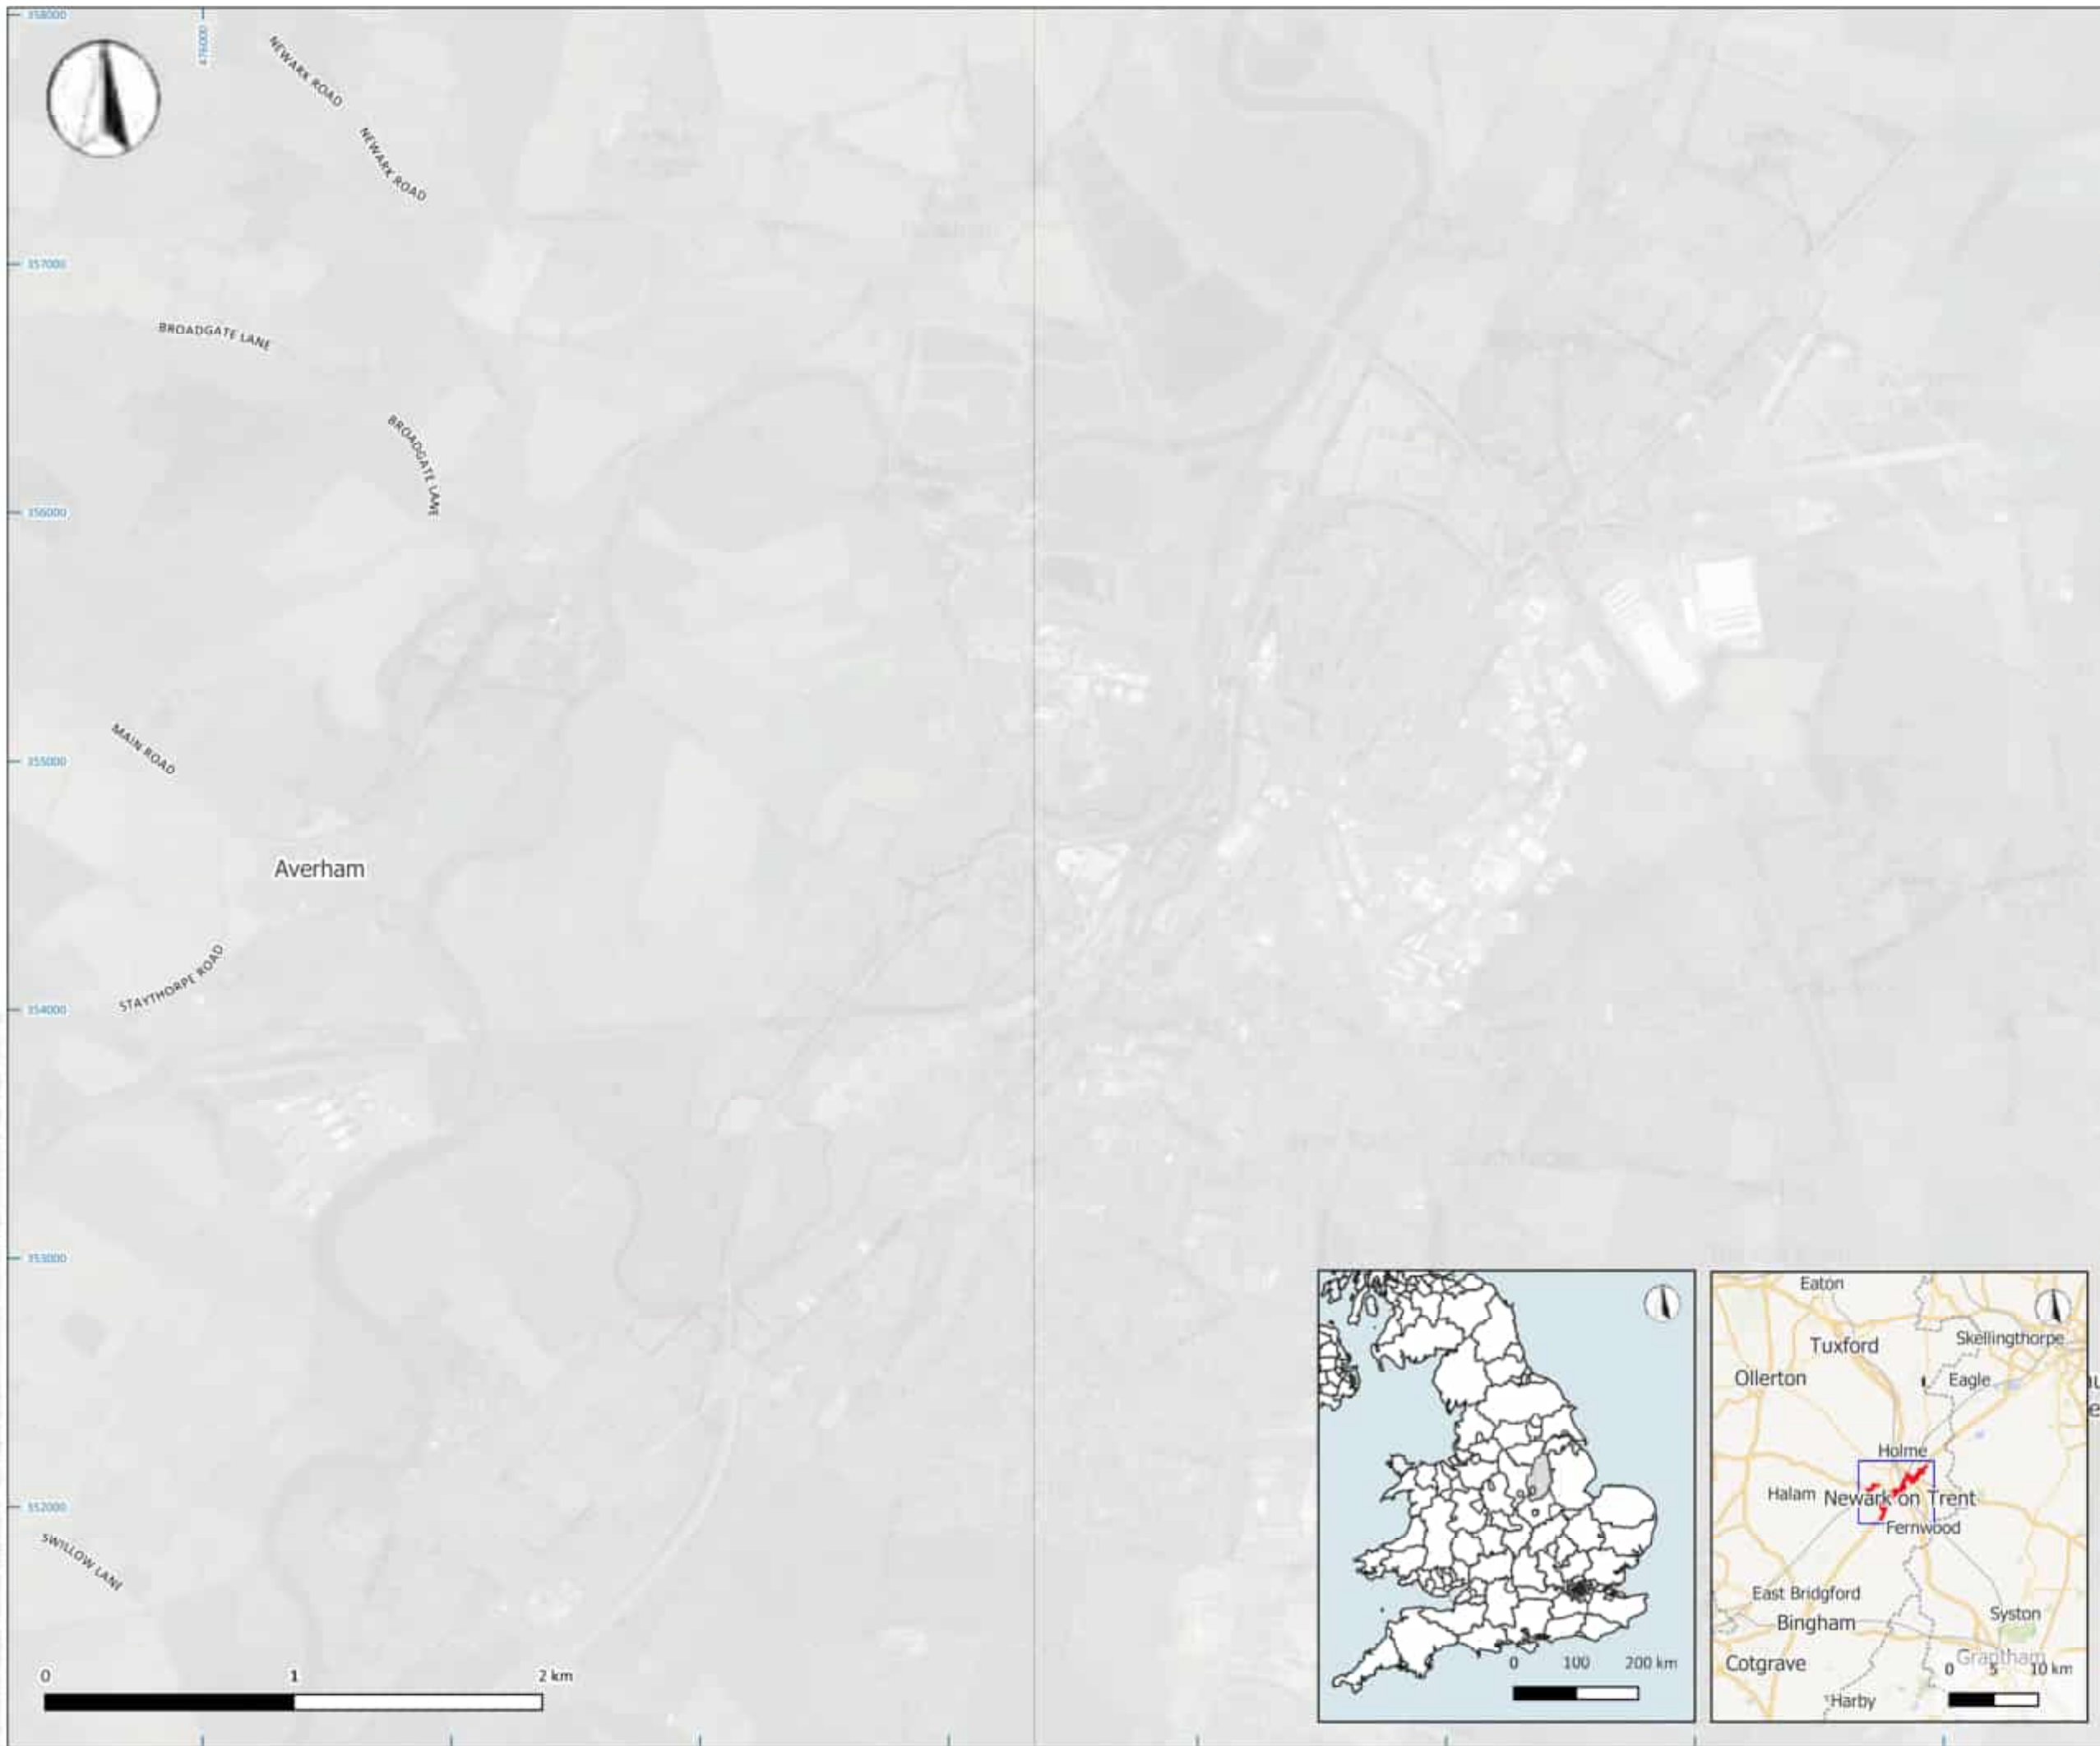 358000
476000
NEWARK ROAD
NEWARK ROAD
357000
BROADGATE LANE
BROADGATE LANE
356000
MAIN ROAD
355000
Averham
STAYTHORPE ROAD
354000
353000
352000
SWILLOW LANE
0 1 2 km
0 100 200 km
Eaton
Tuxford
Skellingthorpe
Ollerton
Eagle
Holme
Halam
Newark on Trent
Fernwood
East Bridgford
Bingham
Syston
Cotgrave
Grantham
0 5 10 km
Harby